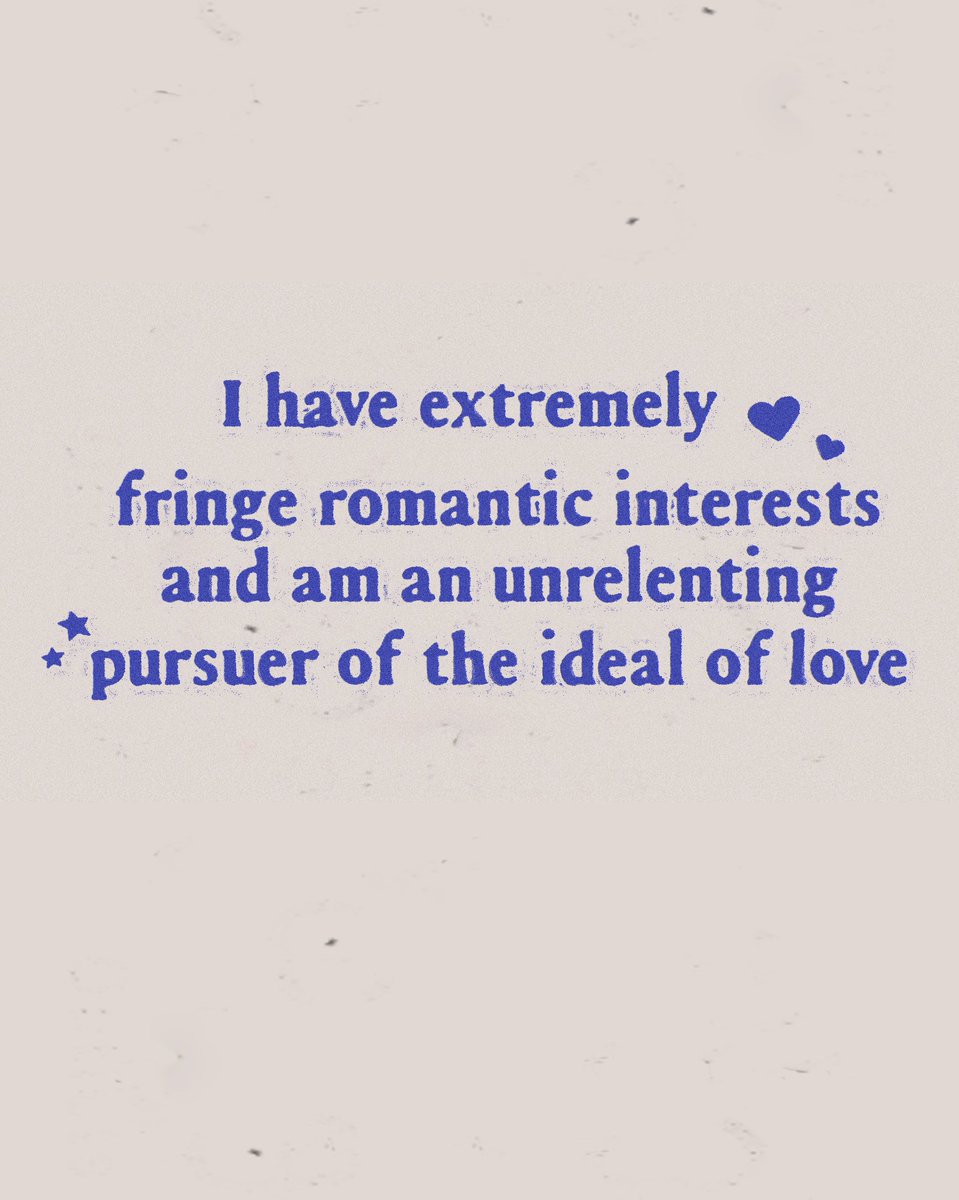 I have extremely
fringe romantic interests
and am an unrelenting
pursuer of the ideal of love